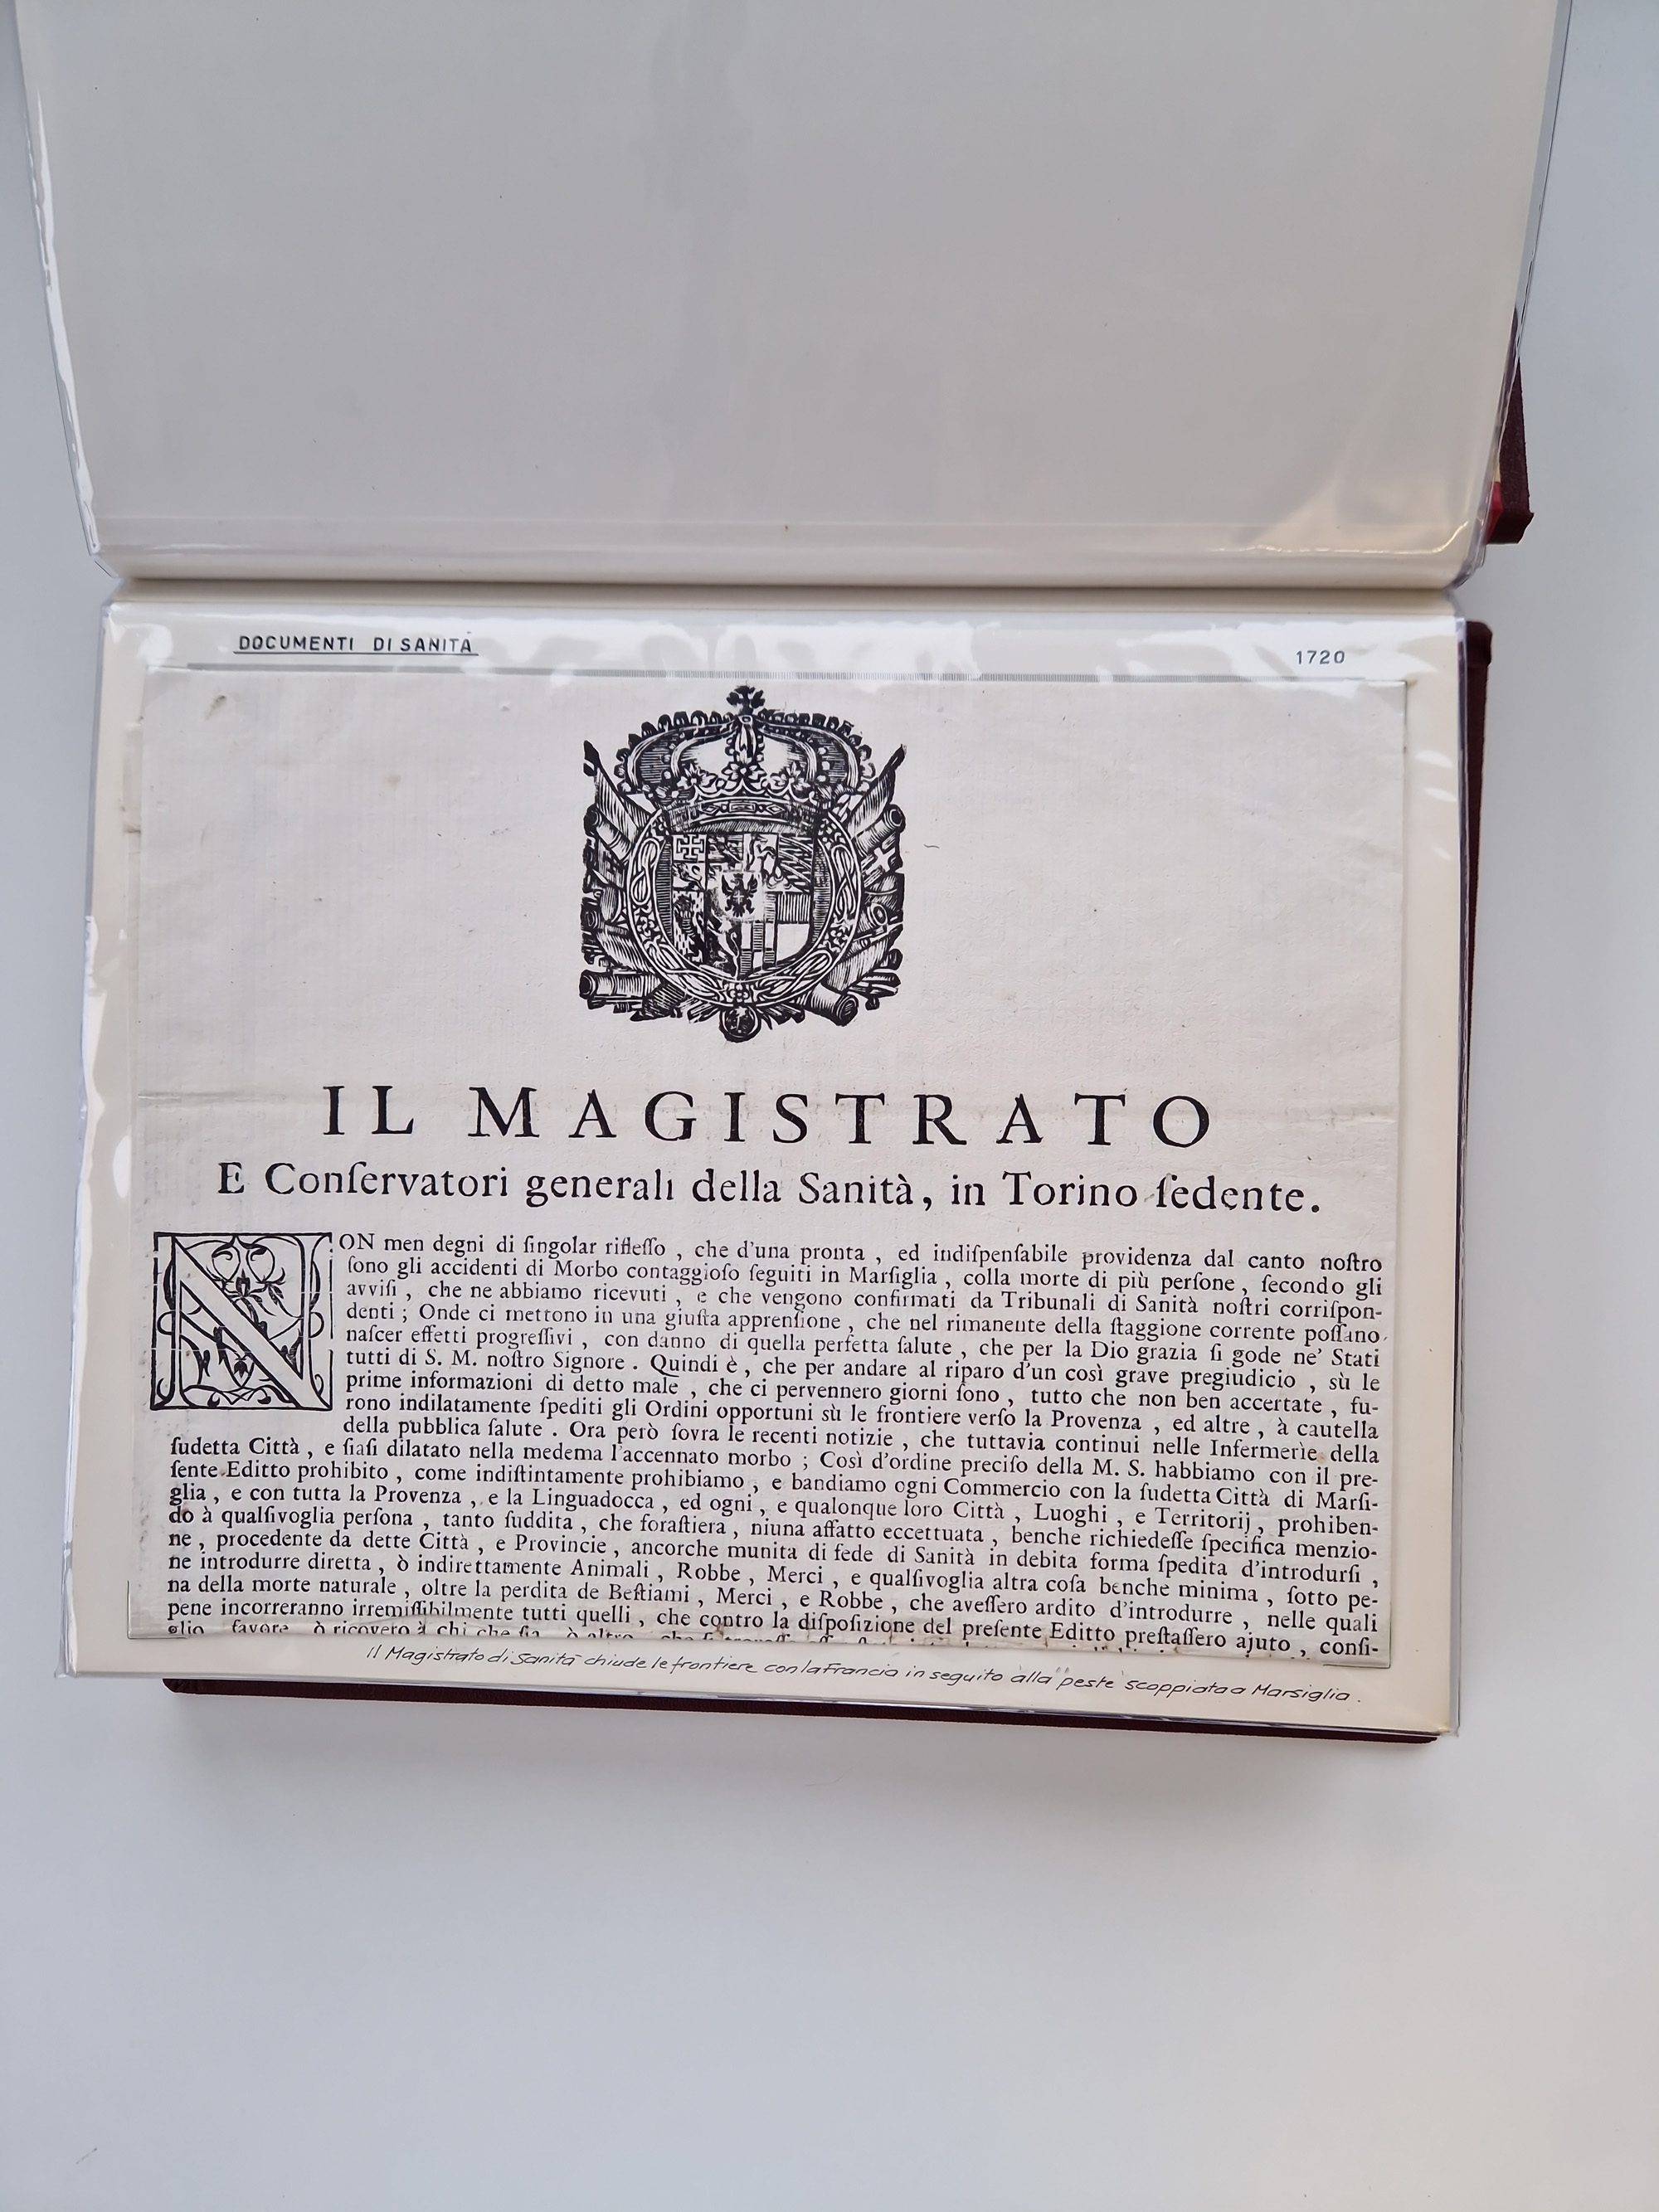 DOCUMENTI DI SANITÀ
1720
IL MAGISTRATO
E Conſervatori generali della Sanità, in Torino ſedente.
NON men degni di ſingolar rifleſſo , che d'una pronta , ed indiſpenſabile providenza dal canto noſtro
ſono gli accidenti di Morbo contaggioſo ſeguiti in Marſiglia , colla morte di più perſone , ſecondo gli
avviſi , che ne abbiamo ricevuti , e che vengono confirmati da Tribunali di Sanità noſtri corriſpon-
denti ; Onde ci mettono in una giuſta apprenſione , che nel rimanente della ſtaggione corrente poſſano
naſcer effetti progreſſivi , con danno di quella perfetta ſalute , che per la Dio grazia ſi gode ne' Stati
tutti di S. M. noſtro Signore . Quindi è , che per andare al riparo d'un così grave pregiudicio , sù le
prime informazioni di detto male , che ci pervennero giorni ſono , tutto che non ben accertate , fu-
rono indilatamente ſpediti gli Ordini opportuni sù le frontiere verſo la Provenza , ed altre , à cautella
della pubblica ſalute . Ora però ſovra le recenti notizie , che tuttavia continui nelle Infermerìe della
ſudetta Città , e ſiaſi dilatato nella medema l'accennato morbo ; Così d'ordine preciſo della M. S. habbiamo con il pre-
ſente Editto prohibito , come indiſtintamente prohibiamo , e bandiamo ogni Commercio con la ſudetta Città di Marſi-
glia , e con tutta la Provenza , e la Linguadocca , ed ogni , e qualonque loro Città , Luoghi , e Territorij , prohiben-
do à qualſivoglia perſona , tanto ſuddita , che foraſtiera , niuna affatto eccettuata , benche richiedeſſe ſpecifica menzio-
ne , procedente da dette Città , e Provincie , ancorche munita di fede di Sanità in debita forma ſpedita d'introdurſi ,
ne introdurre diretta , ò indirettamente Animali , Robbe , Merci , e qualſivoglia altra coſa benche minima , ſotto pe-
na della morte naturale , oltre la perdita de Beſtiami , Merci , e Robbe , che aveſſero ardito d'introdurre , nelle quali
pene incorreranno irremiſſibilmente tutti quelli , che contro la diſpoſizione del preſente Editto preſtaſſero ajuto , conſi-
glio favore ò ricovero à chi che ſia ò altro
Il Magistrato di Sanità chiude le frontiere con la Francia in seguito alla "peste" scoppiata a Marsiglia .